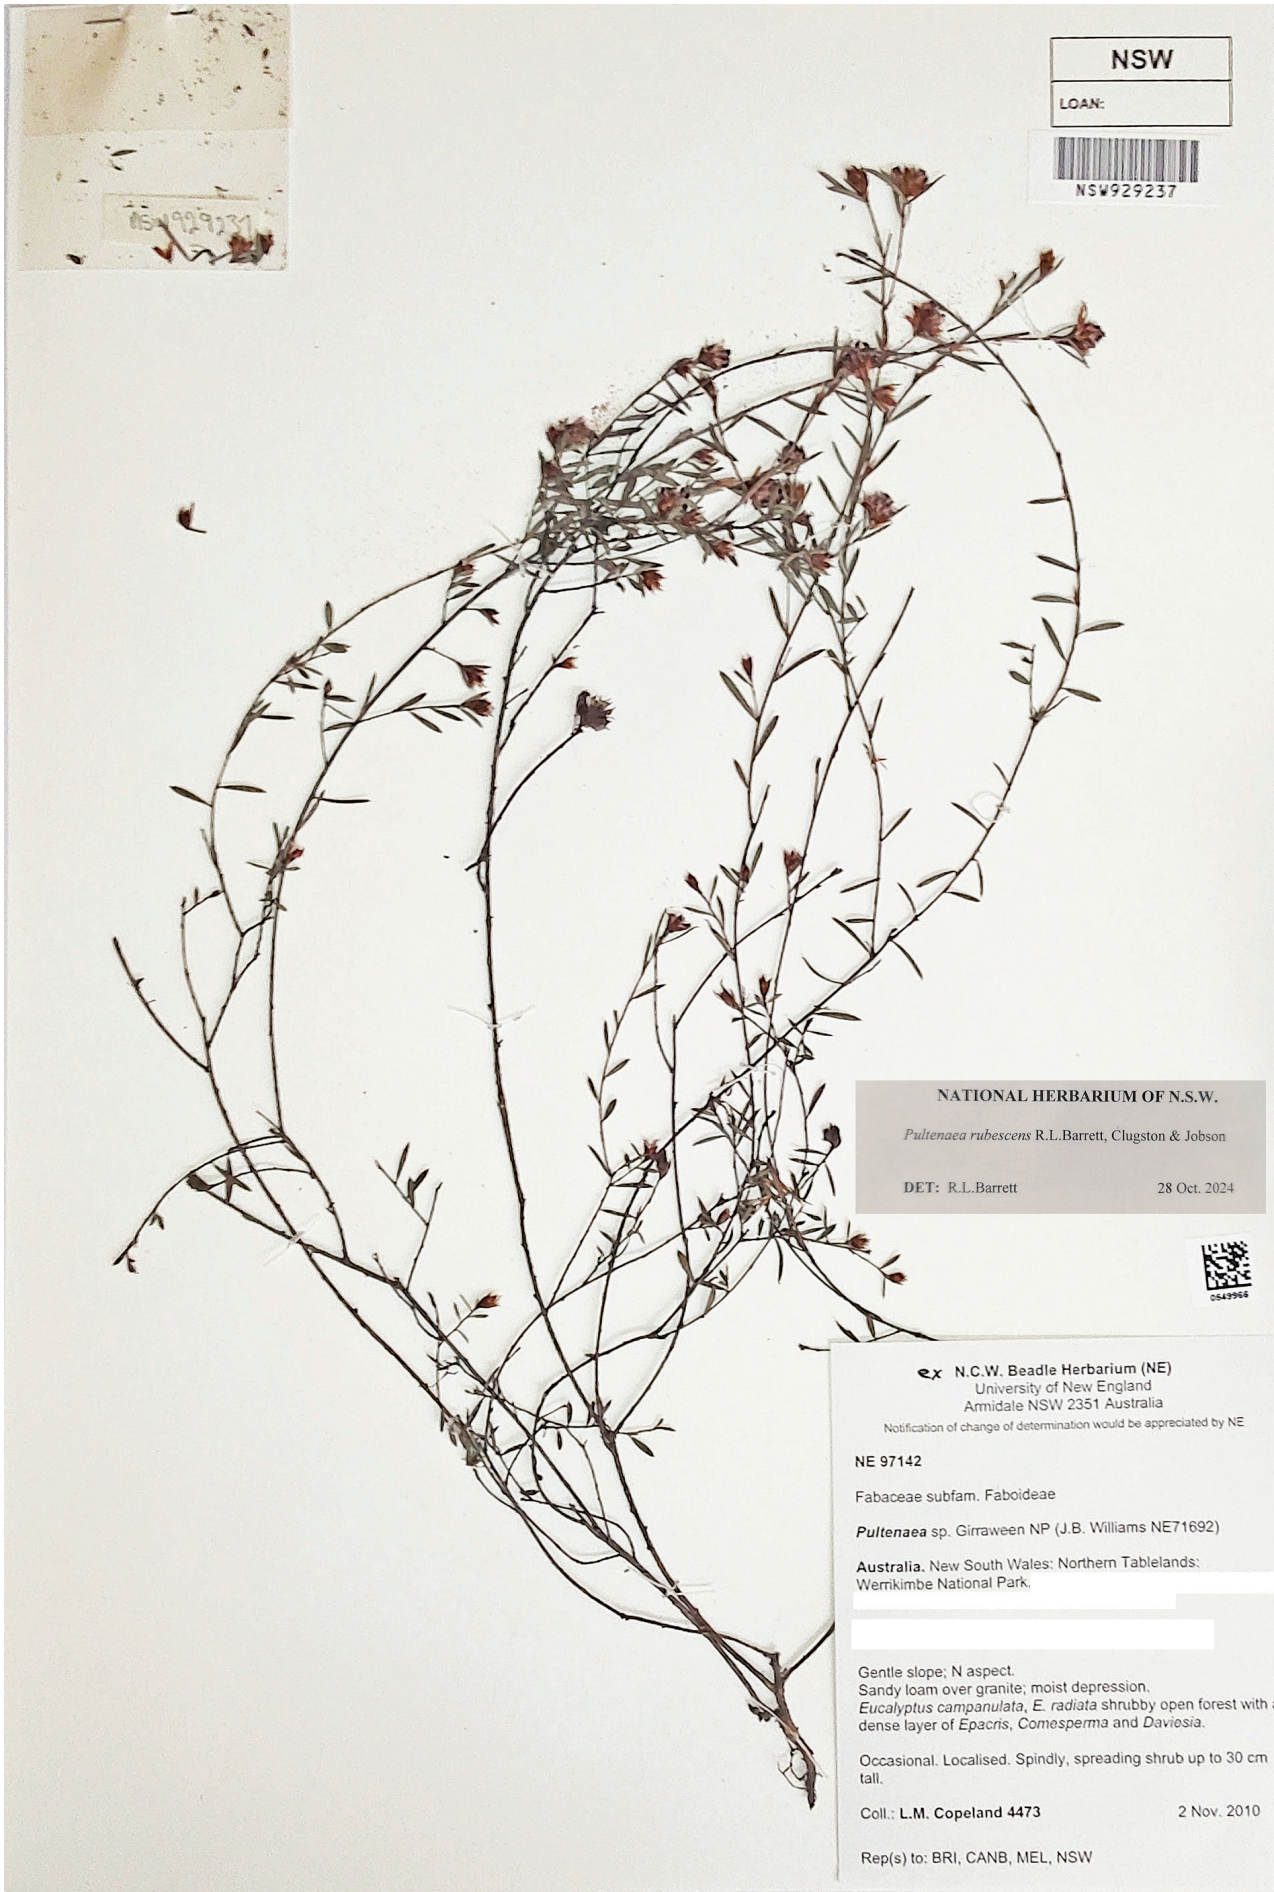 NSW
LOAN:
NSW929237
NSW929237
NATIONAL HERBARIUM OF N.S.W.
Pultenaea rubescens R.L.Barrett, Clugston & Jobson
DET: R.L.Barrett 28 Oct. 2024
0549966
ex N.C.W. Beadle Herbarium (NE)
University of New England
Armidale NSW 2351 Australia
Notification of change of determination would be appreciated by NE
NE 97142
Fabaceae subfam. Faboideae
Pultenaea sp. Girraween NP (J.B. Williams NE71692)
Australia. New South Wales: Northern Tablelands:
Werrikimbe National Park,
Gentle slope; N aspect.
Sandy loam over granite; moist depression.
Eucalyptus campanulata, E. radiata shrubby open forest with a
dense layer of Epacris, Comesperma and Daviesia.
Occasional. Localised. Spindly, spreading shrub up to 30 cm
tall.
Coll.: L.M. Copeland 4473 2 Nov. 2010
Rep(s) to: BRI, CANB, MEL, NSW